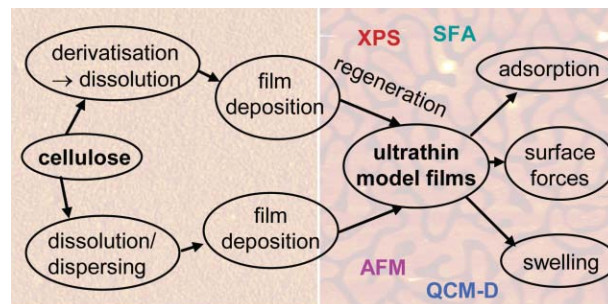 XPS
SFA
derivatisation
→ dissolution
film
deposition
regeneration
adsorption
cellulose
ultrathin
model films
surface
forces
dissolution/
dispersing
film
deposition
AFM
QCM-D
swelling